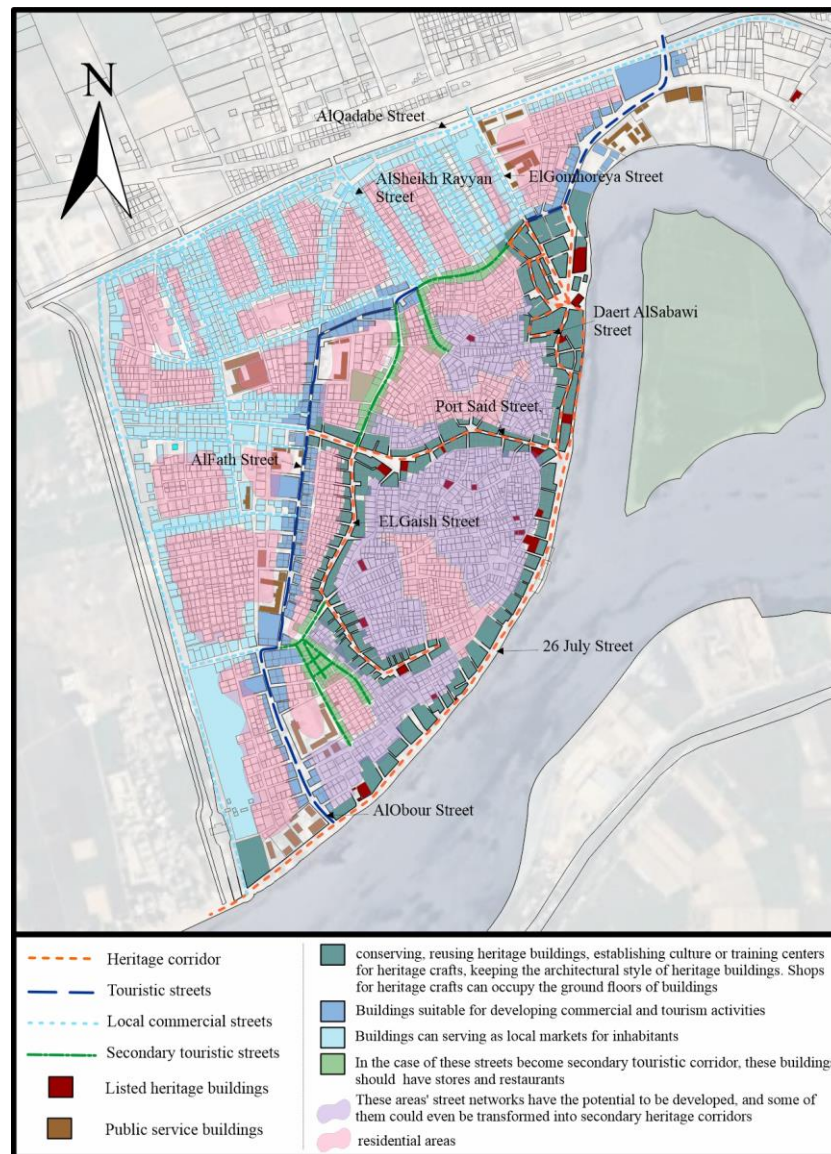 N
AlQadabe Street
AlSheikh Rayyan
Street
ElGomhoreya Street
Daert AlSabawi
Street
Port Said Street,
AlFath Street
ELGaish Street
26 July Street
AlObour Street
Heritage corridor
Touristic streets
Local commercial streets
Secondary touristic streets
Listed heritage buildings
Public service buildings
conserving, reusing heritage buildings, establishing culture or training centers
for heritage crafts, keeping the architectural style of heritage buildings. Shops
for heritage crafts can occupy the ground floors of buildings
Buildings suitable for developing commercial and tourism activities
Buildings can serving as local markets for inhabitants
In the case of these streets become secondary touristic corridor, these buildings
should have stores and restaurants
These areas' street networks have the potential to be developed, and some of
them could even be transformed into secondary heritage corridors
residential areas